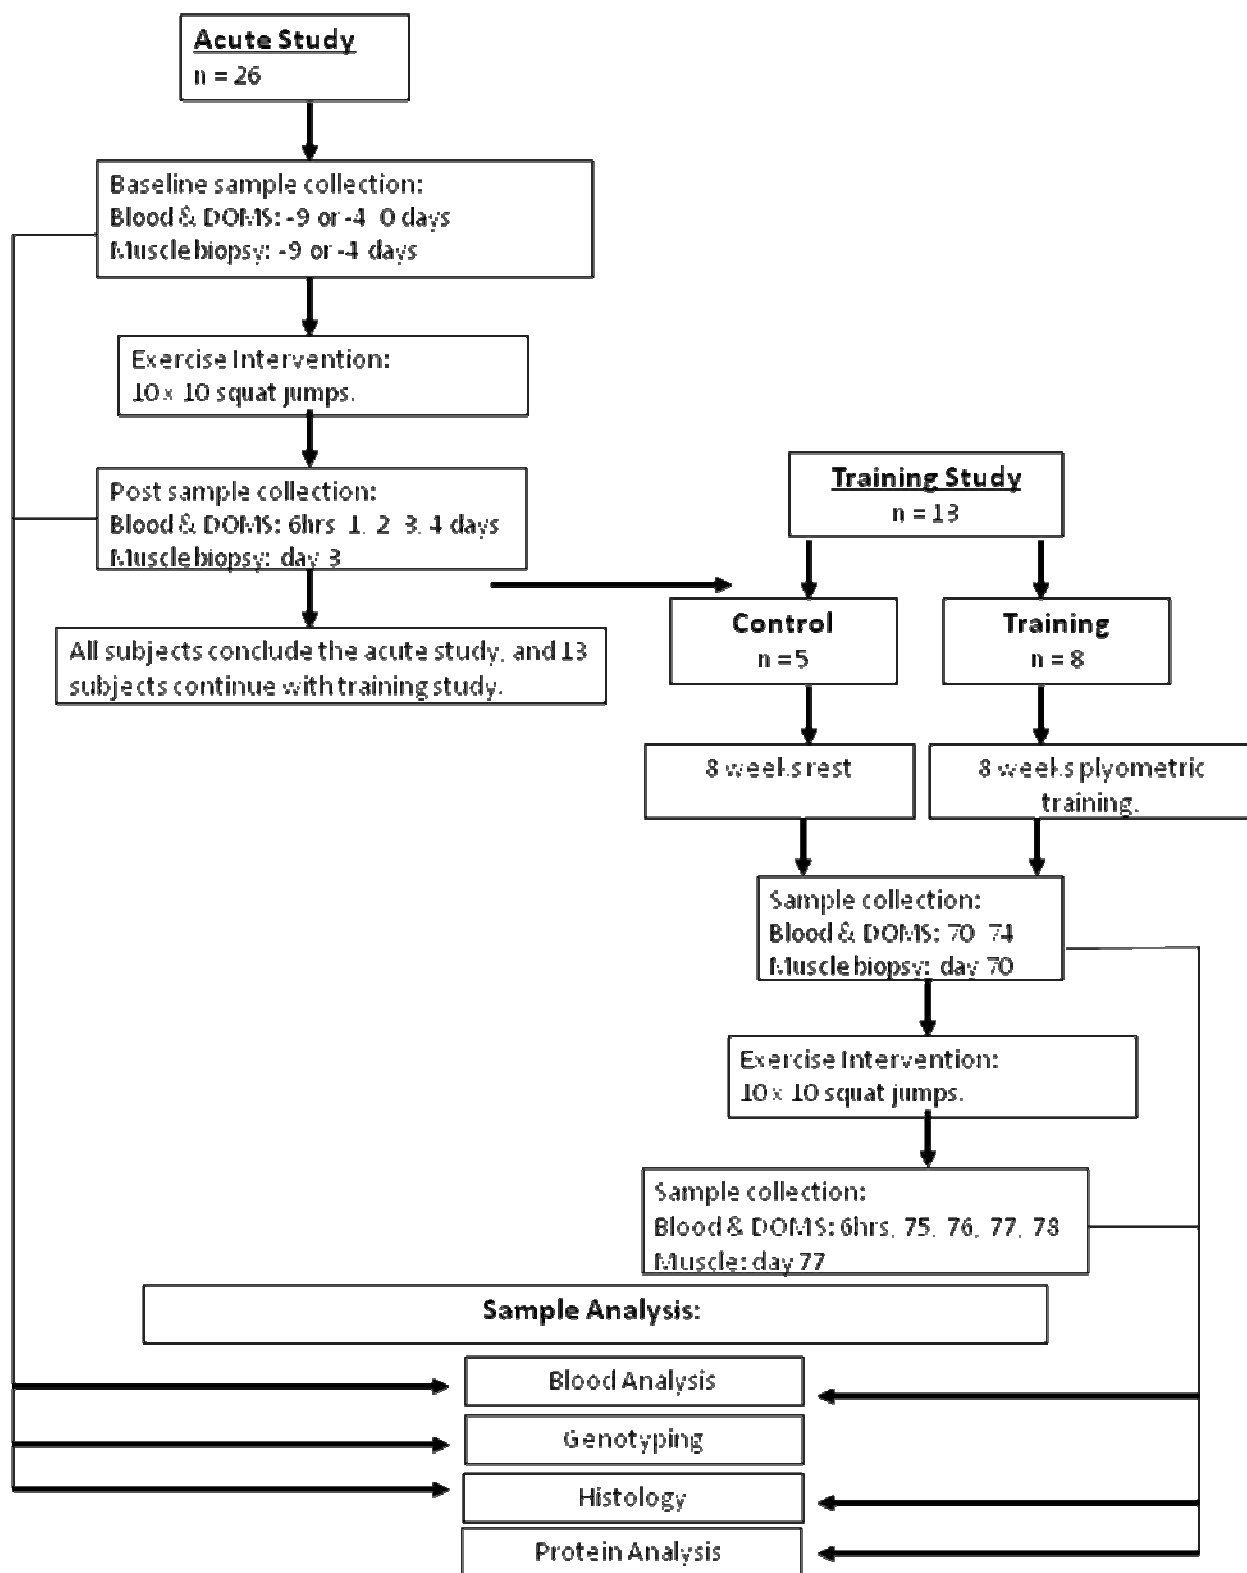 Acute Study
n = 26
Baseline sample collection:
Blood & DOMS: -9 or -4 0 days
Muscle biopsy: -9 or -4 days
Exercise Intervention:
10 x 10 squat jumps.
Post sample collection:
Blood & DOMS: 6hrs 1, 2 3, 4 days
Muscle biopsy: day 3
All subjects conclude the acute study, and 13
subjects continue with training study.
Training Study
n = 13
Control
n = 5
Training
n = 8
8 weeks rest
8 weeks plyometric
training.
Sample collection:
Blood & DOMS: 70 74
Muscle biopsy: day 70
Exercise Intervention:
10 x 10 squat jumps.
Sample collection:
Blood & DOMS: 6hrs, 75, 76, 77, 78
Muscle: day 77
Sample Analysis:
Blood Analysis
Genotyping
Histology
Protein Analysis